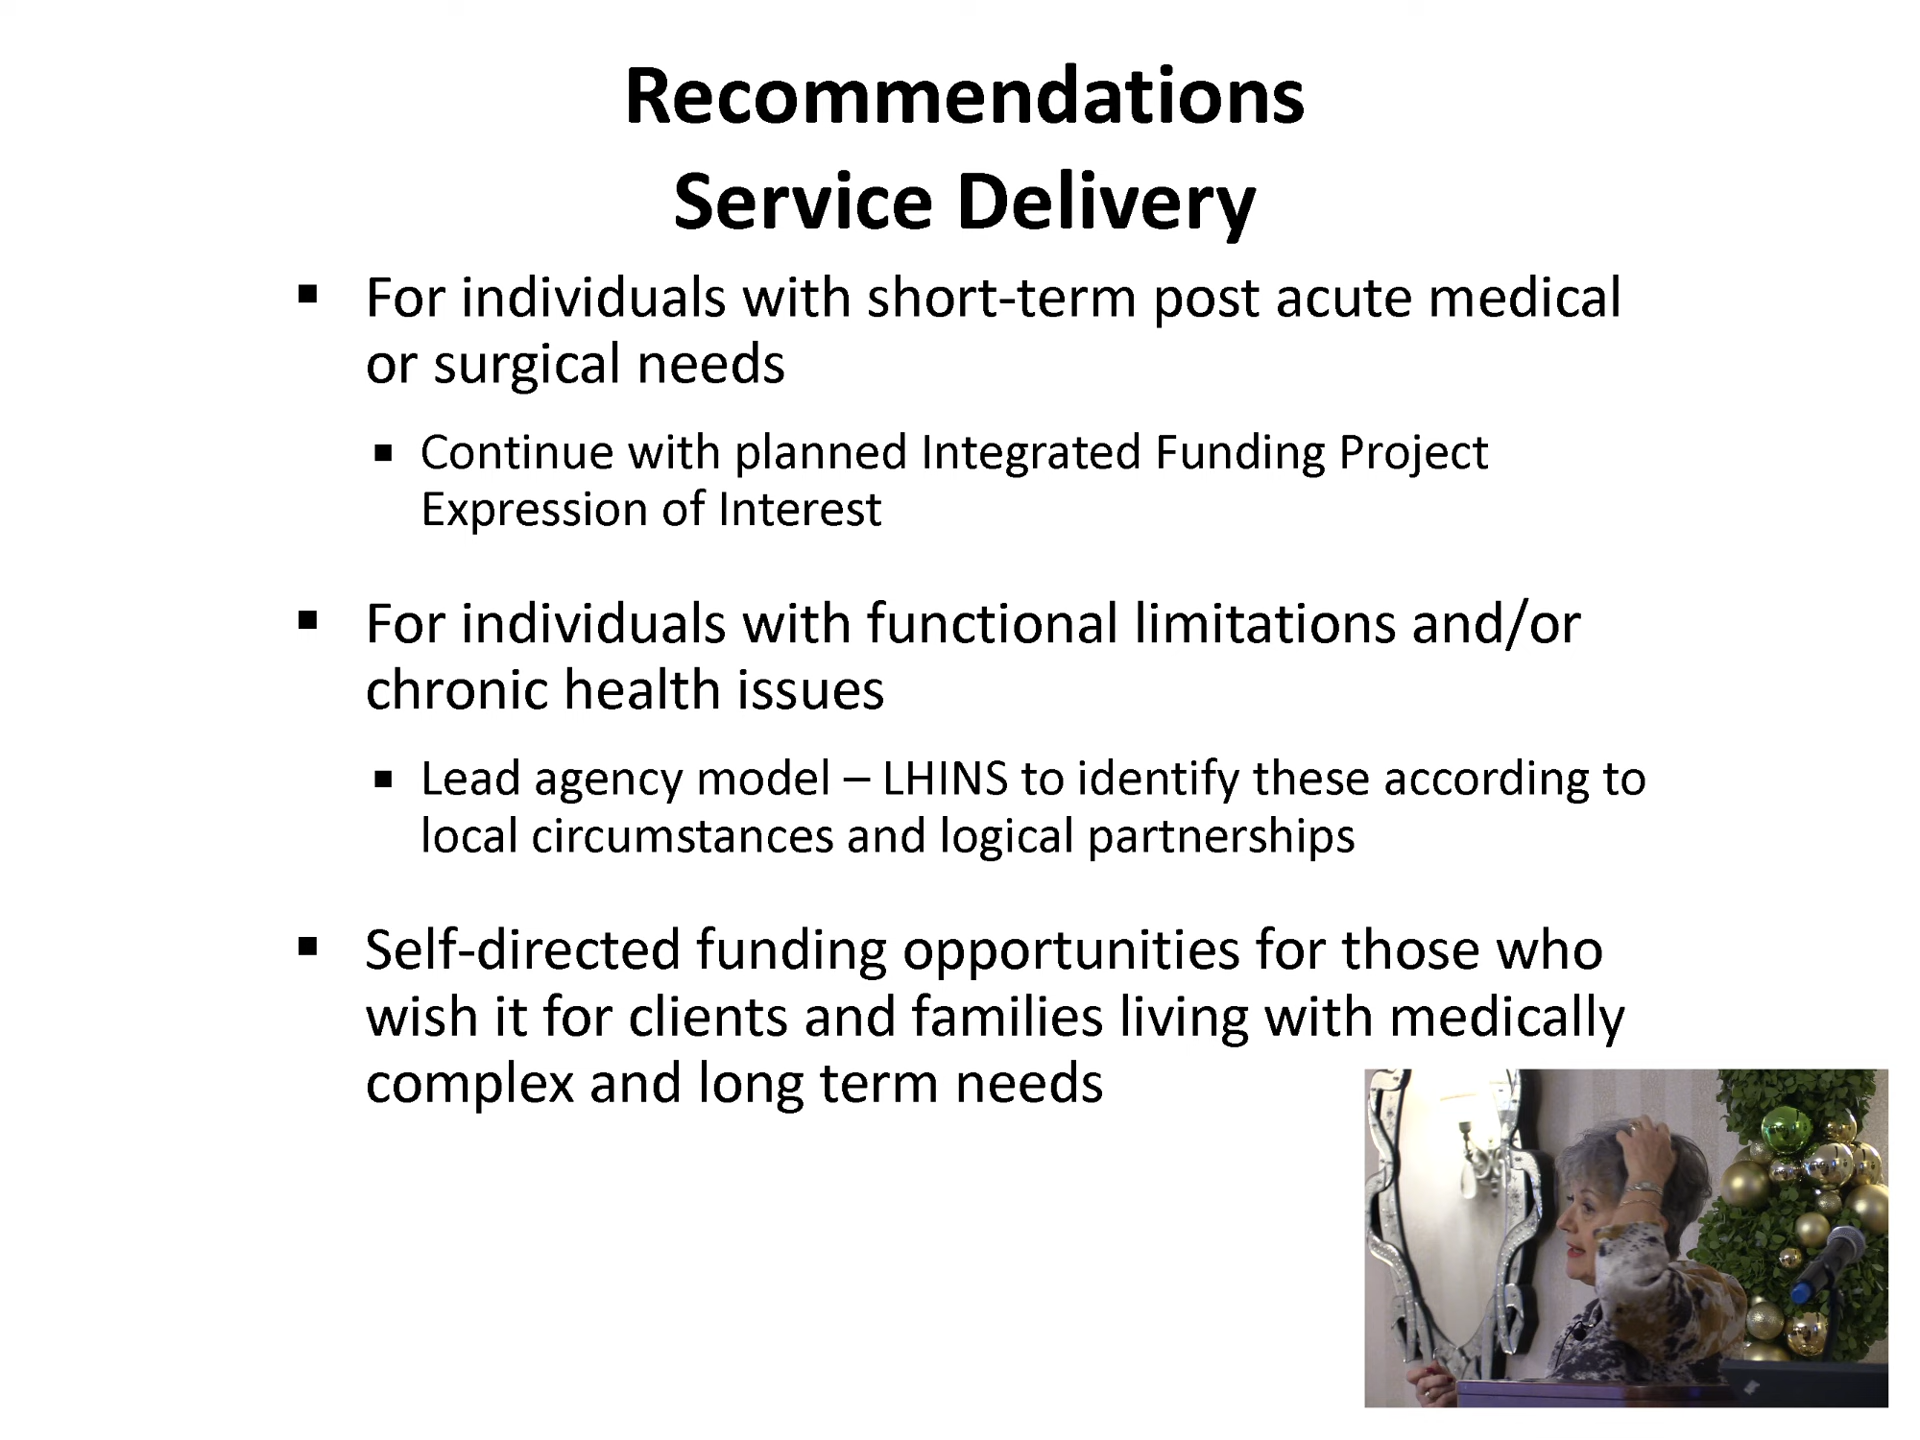 Recommendations
Service Delivery
▪ For individuals with short-term post acute medical
or surgical needs
▪ Continue with planned Integrated Funding Project
Expression of Interest
▪ For individuals with functional limitations and/or
chronic health issues
▪ Lead agency model – LHINS to identify these according to
local circumstances and logical partnerships
▪ Self-directed funding opportunities for those who
wish it for clients and families living with medically
complex and long term needs